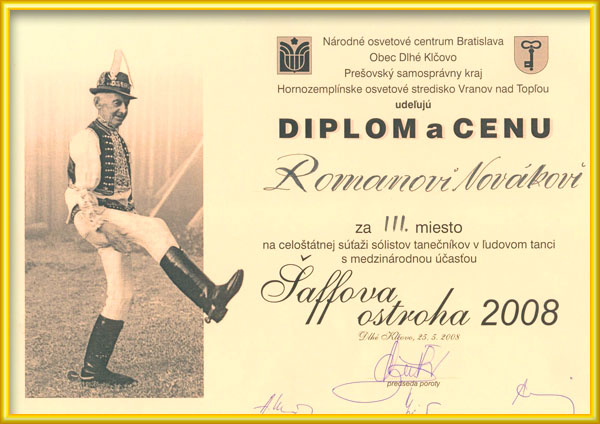 Národné osvetové centrum Bratislava
Obec Dlhé Klčovo
Prešovský samosprávny kraj
Hornozemplínske osvetové stredisko Vranov nad Topľou
udeľujú
DIPLOM a CENU
Romanovi Novákovi
za III. miesto
na celoštátnej súťaži sólistov tanečníkov v ľudovom tanci
s medzinárodnou účasťou
Šaffova
ostroha 2008
Dlhé Klčovo, 25. 5. 2008
predseda poroty